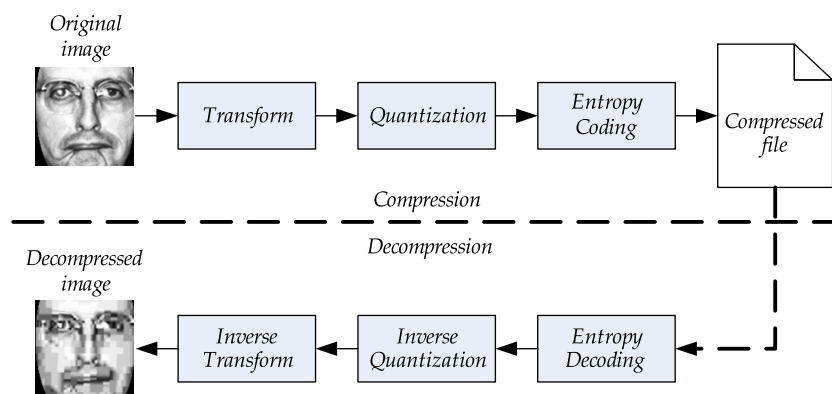 Original
image
Transform
Quantization
Entropy
Coding
Compressed
file
Compression
Decompression
Decompressed
image
Inverse
Transform
Inverse
Quantization
Entropy
Decoding